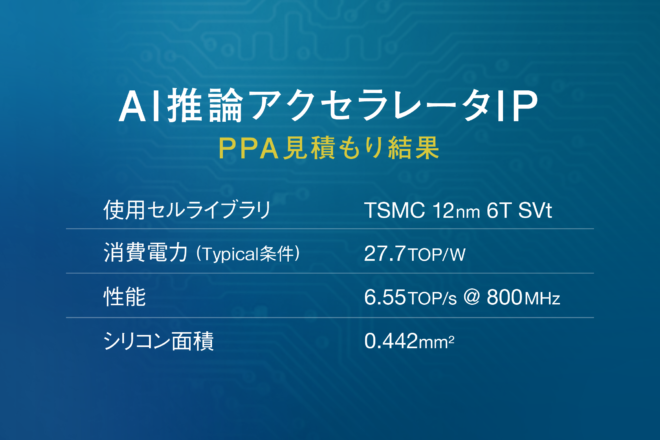 AI推論アクセラレータIP
PPA見積もり結果
使用セルライブラリ TSMC 12nm 6T SVt
消費電力 (Typical条件) 27.7TOP/W
性能 6.55TOP/s @ 800MHz
シリコン面積 0.442mm²